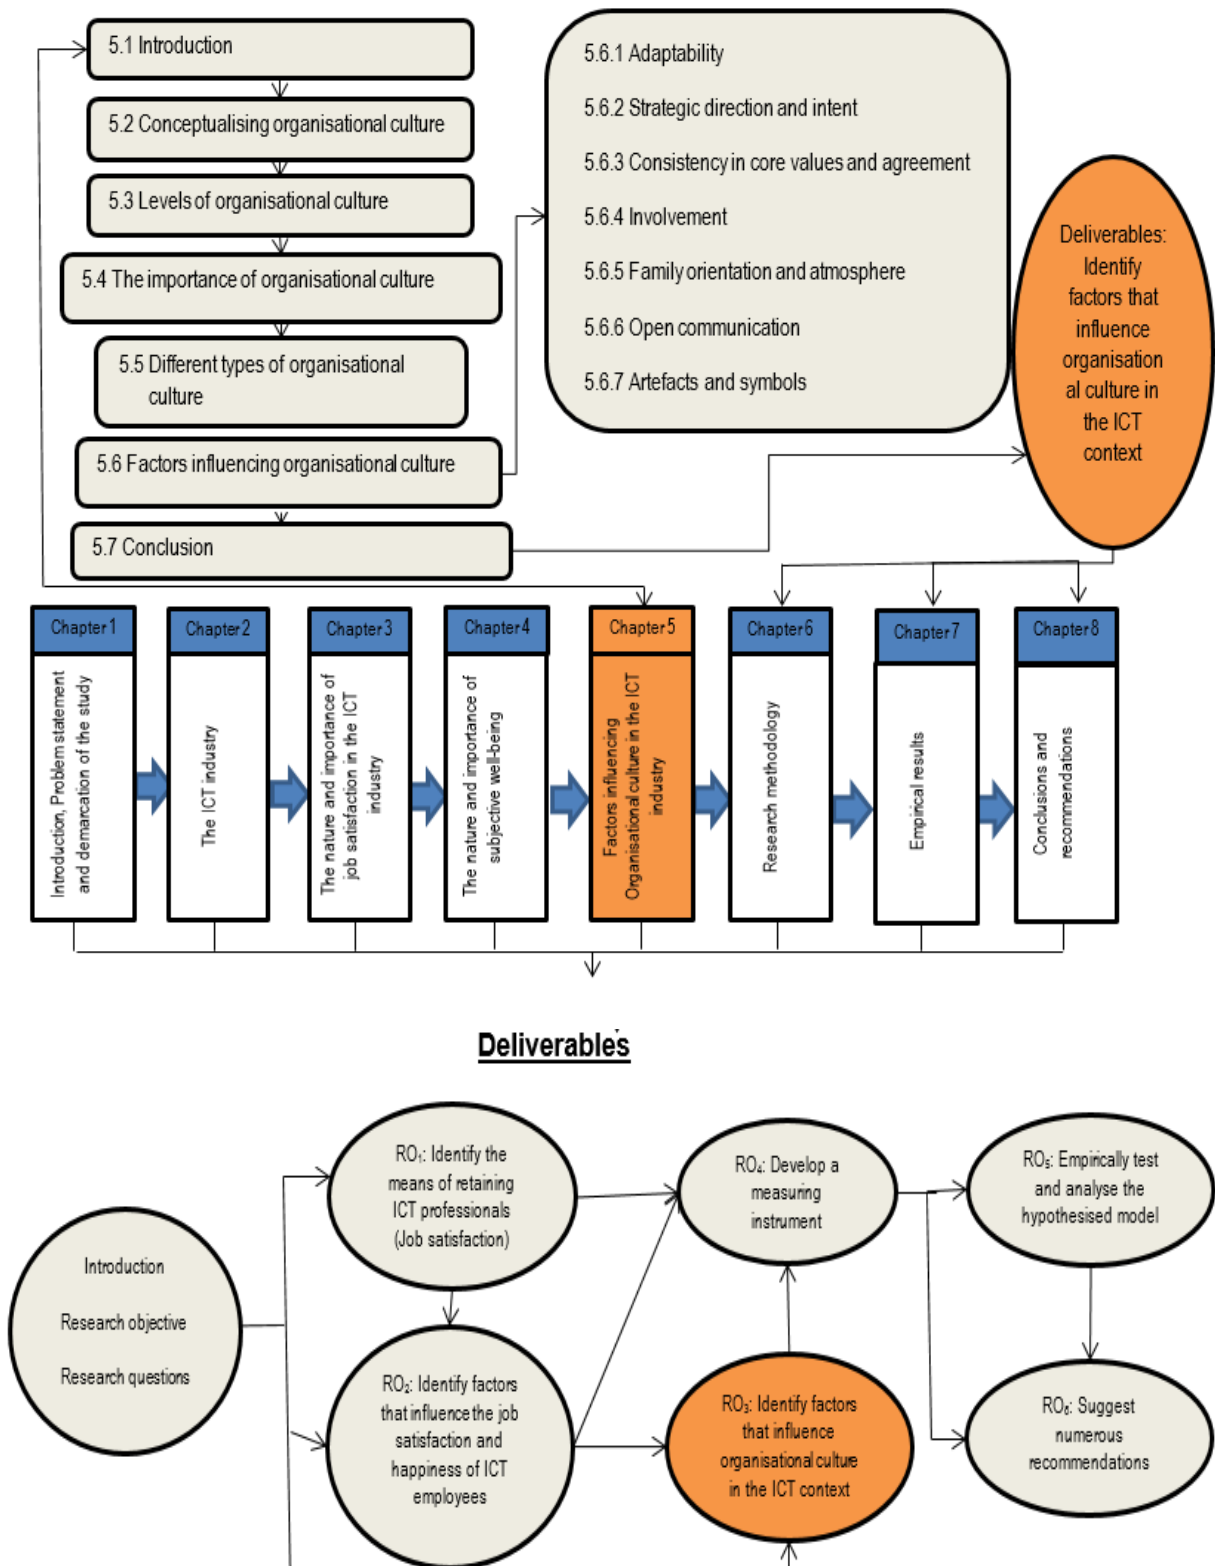 5.1 Introduction
5.2 Conceptualising organisational culture
5.3 Levels of organisational culture
5.4 The importance of organisational culture
5.5 Different types of organisational
culture
5.6 Factors influencing organisational culture
5.7 Conclusion
5.6.1 Adaptability
5.6.2 Strategic direction and intent
5.6.3 Consistency in core values and agreement
5.6.4 Involvement
5.6.5 Family orientation and atmosphere
5.6.6 Open communication
5.6.7 Artefacts and symbols
Deliverables:
Identify
factors that
influence
organisation
al culture in
the ICT
context
Chapter 1
Introduction, Problem statement
and demarcation of the study
Chapter 2
The ICT industry
Chapter 3
The nature and importance of
job satisfaction in the ICT
industry
Chapter 4
The nature and importance of
subjective well-being
Chapter 5
Factors influencing
Organisational culture in the ICT
industry
Chapter 6
Research methodology
Chapter 7
Empirical results
Chapter 8
Conclusions and
recommendations
Deliverables
Introduction
Research objective
Research questions
RO₁: Identify the
means of retaining
ICT professionals
(Job satisfaction)
RO₂: Identify factors
that influence the job
satisfaction and
happiness of ICT
employees
RO₄: Develop a
measuring
instrument
RO₃: Identify factors
that influence
organisational culture
in the ICT context
RO₅: Empirically test
and analyse the
hypothesised model
RO₆: Suggest
numerous
recommendations